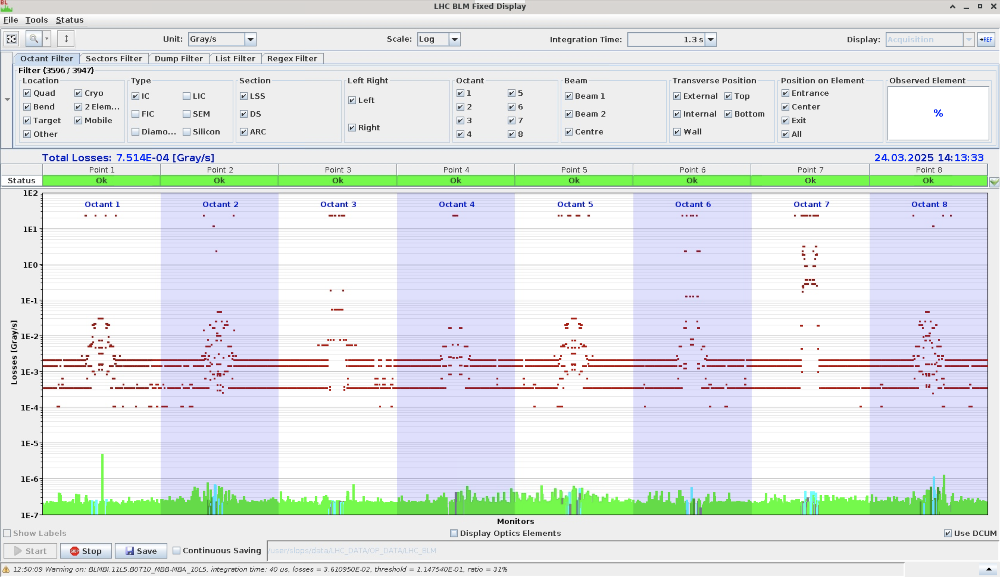 BL
LHC BLM Fixed Display
File Tools Status
Unit: Gray/s Scale: Log Integration Time: 1.3 s Display: Acquisition →REF
Octant Filter Sectors Filter Dump Filter List Filter Regex Filter
Filter (3596 / 3947)
Location Type Section Left Right Octant Beam Transverse Position Position on Element Observed Element
Quad Cryo IC LIC LSS Left 1 5 Beam 1 External Top Entrance
Bend 2 Elem... FIC SEM DS 2 6 Beam 2 Internal Bottom Center %
Target Mobile Diamo... Silicon ARC Right 3 7 Centre Wall Exit
Other 4 8 All
Total Losses: 7.514E-04 [Gray/s] 24.03.2025 14:13:33
Point 1 Point 2 Point 3 Point 4 Point 5 Point 6 Point 7 Point 8
Status Ok Ok Ok Ok Ok Ok Ok Ok
1E2
Octant 1 Octant 2 Octant 3 Octant 4 Octant 5 Octant 6 Octant 7 Octant 8
1E1
1E0
1E-1
1E-2
1E-3
1E-4
1E-5
1E-6
1E-7
Losses [Gray/s]
Monitors
Show Labels Display Optics Elements Use DCUM
Start STOP Stop Save Continuous Saving /user/slops/data/LHC_DATA/OP_DATA/LHC_BLM
12:50:09 Warning on: BLMBI.11L5.B0T10_MBB-MBA_10L5, integration time: 40 us, losses = 3.610950E-02, threshold = 1.147540E-01, ratio = 31%